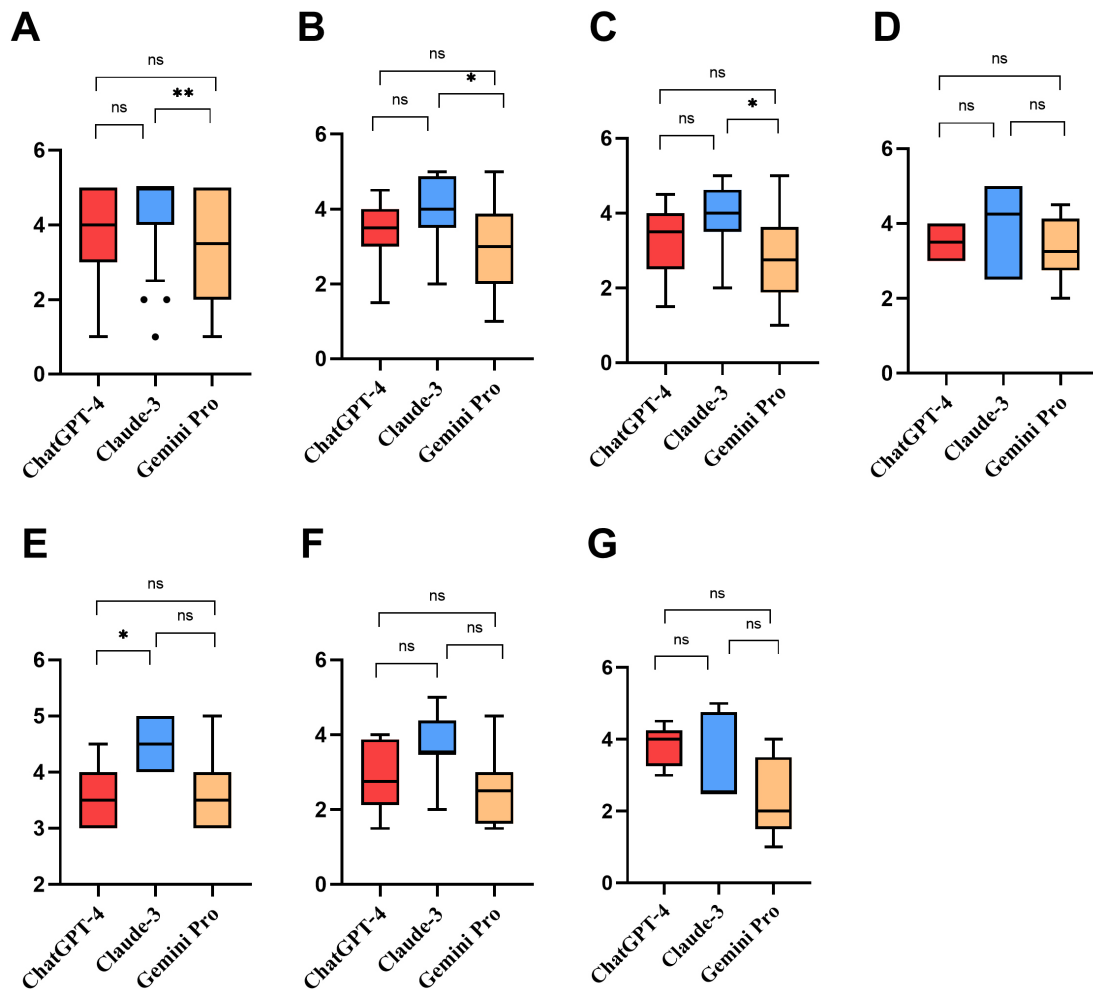 A
B
C
D
ns
ns
**
ns
ns
*
ns
ns
*
ns
ns
ns
6
4
2
0
ChatGPT-4
Claude-3
Gemini Pro
6
4
2
0
ChatGPT-4
Claude-3
Gemini Pro
6
4
2
0
ChatGPT-4
Claude-3
Gemini Pro
6
4
2
0
ChatGPT-4
Claude-3
Gemini Pro
E
F
G
ns
*
ns
ns
ns
ns
ns
ns
ns
6
5
4
3
2
ChatGPT-4
Claude-3
Gemini Pro
6
4
2
0
ChatGPT-4
Claude-3
Gemini Pro
6
4
2
0
ChatGPT-4
Claude-3
Gemini Pro